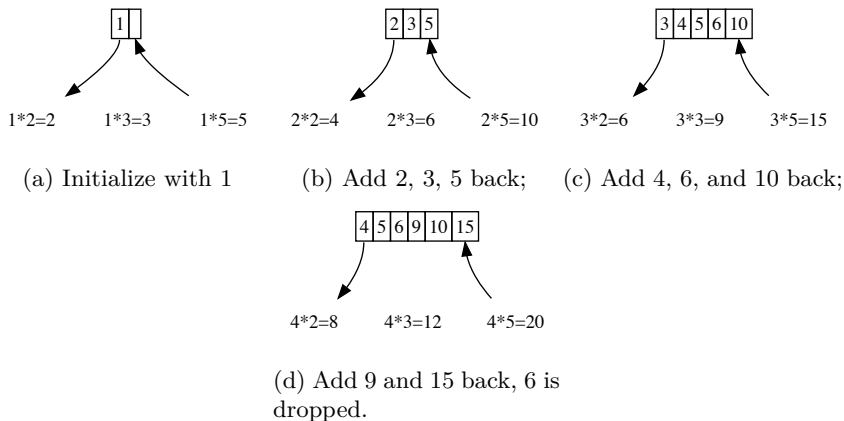 1
1*2=2 1*3=3 1*5=5
(a) Initialize with 1
2 3 5
2*2=4 2*3=6 2*5=10
(b) Add 2, 3, 5 back;
3 4 5 6 10
3*2=6 3*3=9 3*5=15
(c) Add 4, 6, and 10 back;
4 5 6 9 10 15
4*2=8 4*3=12 4*5=20
(d) Add 9 and 15 back, 6 is
dropped.